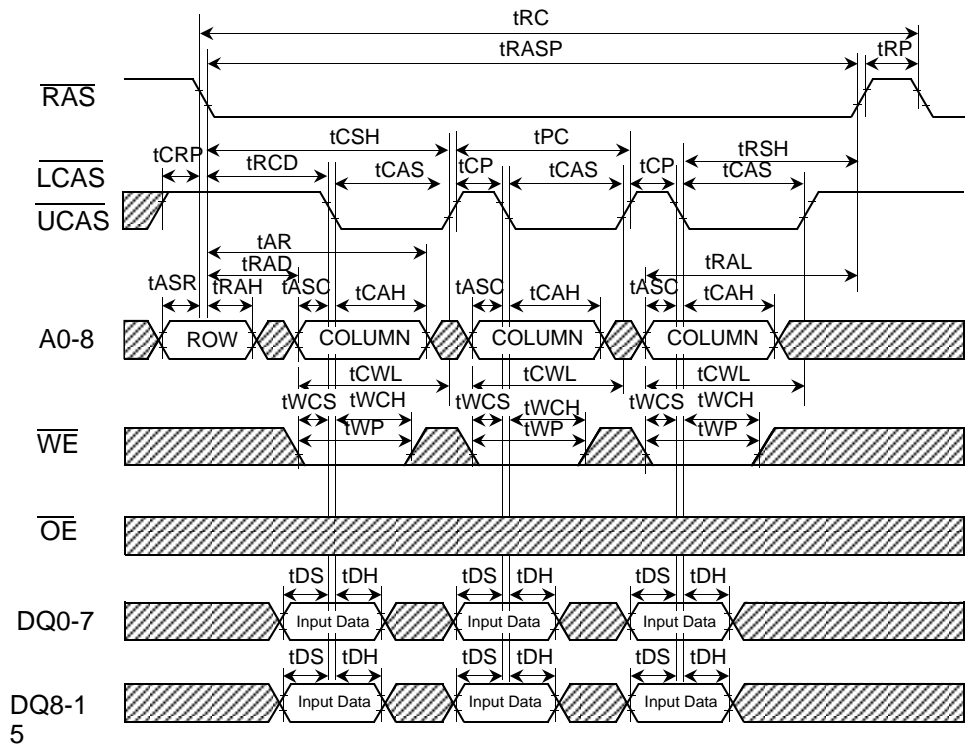 tRC
tRASP
tRP
RAS
tCSH
tPC
tRSH
tCRP
tRCD
tCAS
tCP
tCAS
tCP
tCAS
LCAS
UCAS
tAR
tRAD
tRAL
tASR
tRAH
tASC
tCAH
tASC
tCAH
tASC
tCAH
A0-8
ROW
COLUMN
COLUMN
COLUMN
tCWL
tCWL
tCWL
tWCS
tWCH
tWCS
tWCH
tWCS
tWCH
tWP
tWP
tWP
WE
OE
tDS
tDH
tDS
tDH
tDS
tDH
DQ0-7
Input Data
Input Data
Input Data
tDS
tDH
tDS
tDH
tDS
tDH
DQ8-1
5
Input Data
Input Data
Input Data